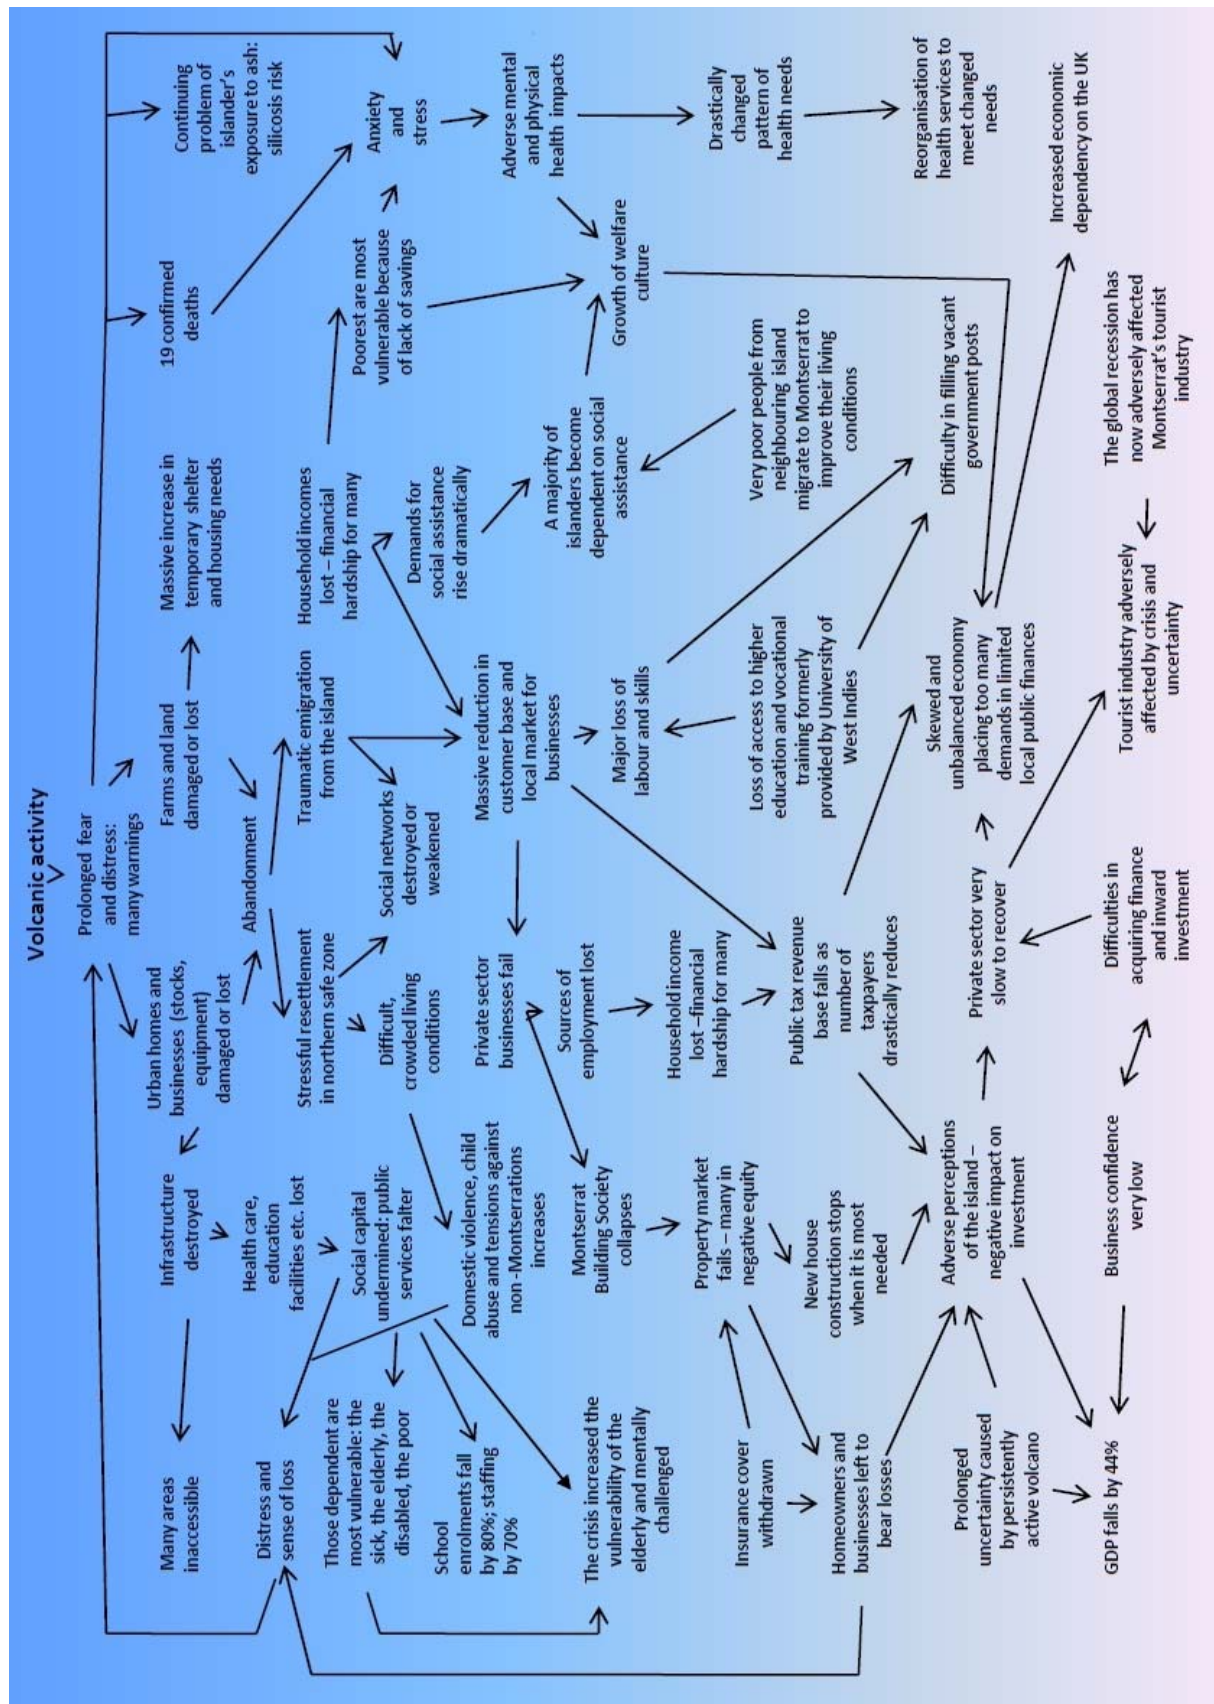 Volcanic activity
Prolonged fear
and distress:
many warnings
Many areas
inaccessible
Infrastructure
destroyed
Urban homes and
businesses (stocks,
equipment)
damaged or lost
Farms and land
damaged or lost
Massive increase in
temporary shelter
and housing needs
19 confirmed
deaths
Continuing
problem of
islander's
exposure to ash:
silicosis risk
Distress and
sense of loss
Health care,
education
facilities etc. lost
Abandonment
Those dependent are
most vulnerable: the
sick, the elderly, the
disabled, the poor
Social capital
undermined: public
services falter
Stressful resettlement
in northern safe zone
Traumatic emigration
from the island
Household incomes
lost – financial
hardship for many
Poorest are most
vulnerable because
of lack of savings
Anxiety
and
stress
School
enrolments fall
by 80%; staffing
by 70%
Domestic violence, child
abuse and tensions against
non -Montserrations
increases
Difficult,
crowded living
conditions
Social networks
destroyed or
weakened
Demands for
social assistance
rise dramatically
Private sector
businesses fail
Massive reduction in
customer base and
local market for
businesses
A majority of
islanders become
dependent on social
assistance
Adverse mental
and physical
health impacts
The crisis increased the
vulnerability of the
elderly and mentally
challenged
Montserrat
Building Society
collapses
Sources of
employment lost
Major loss of
labour and skills
Growth of welfare
culture
Insurance cover
withdrawn
Property market
fails – many in
negative equity
Household income
lost –financial
hardship for many
Loss of access to higher
education and vocational
training formerly
provided by University of
West Indies
Very poor people from
neighbouring island
migrate to Montserrat to
improve their living
conditions
Drastically
changed
pattern of
health needs
Homeowners and
businesses left to
bear losses
New house
construction stops
when it is most
needed
Public tax revenue
base falls as
number of
taxpayers
drastically reduces
Difficulty in filling vacant
government posts
Reorganisation of
health services to
meet changed
needs
Prolonged
uncertainty caused
by persistently
active volcano
Adverse perceptions
of the island –
negative impact on
investment
Private sector very
slow to recover
Skewed and
unbalanced economy
placing too many
demands in limited
local public finances
Increased economic
dependency on the UK
GDP falls by 44%
Business confidence
very low
Difficulties in
acquiring finance
and inward
investment
Tourist industry adversely
affected by crisis and
uncertainty
The global recession has
now adversely affected
Montserrat's tourist
industry